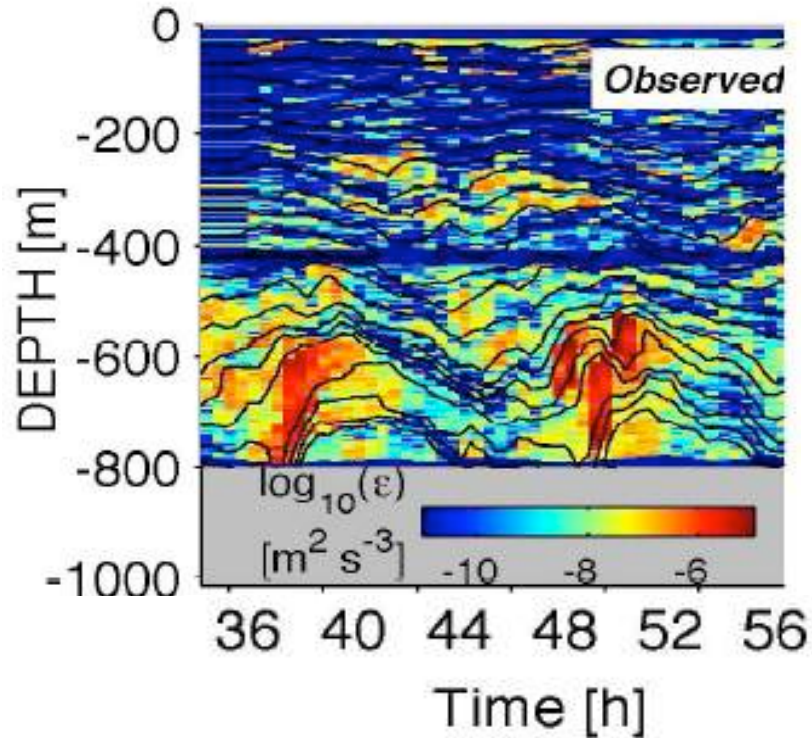 0
Observed
-200
-400
-600
-800
-1000
DEPTH [m]
log₁₀(ε)
[m² s⁻³]
-10 -8 -6
36 40 44 48 52 56
Time [h]